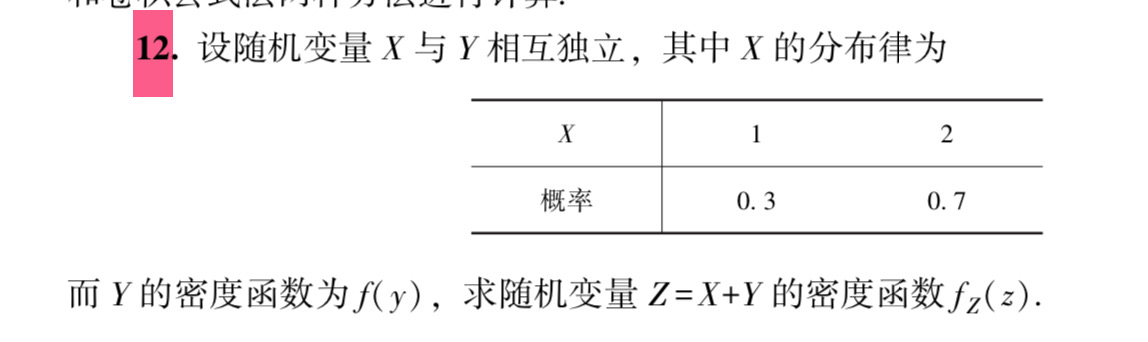 12. 设随机变量 X 与 Y 相互独立，其中 X 的分布律为
X 1 2
概率 0.3 0.7
而 Y 的密度函数为 f(y)，求随机变量 Z=X+Y 的密度函数 f_Z(z).